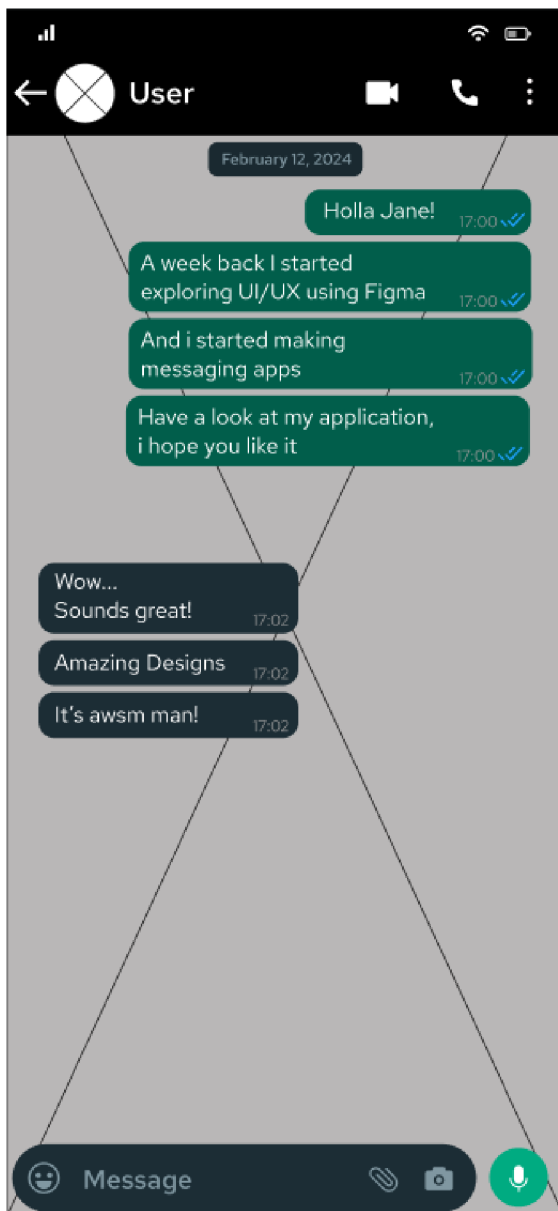 User
February 12, 2024
Holla Jane!
17:00
A week back I started
exploring UI/UX using Figma
17:00
And i started making
messaging apps
17:00
Have a look at my application,
i hope you like it
17:00
Wow...
Sounds great!
17:02
Amazing Designs
17:02
It's awsm man!
17:02
Message